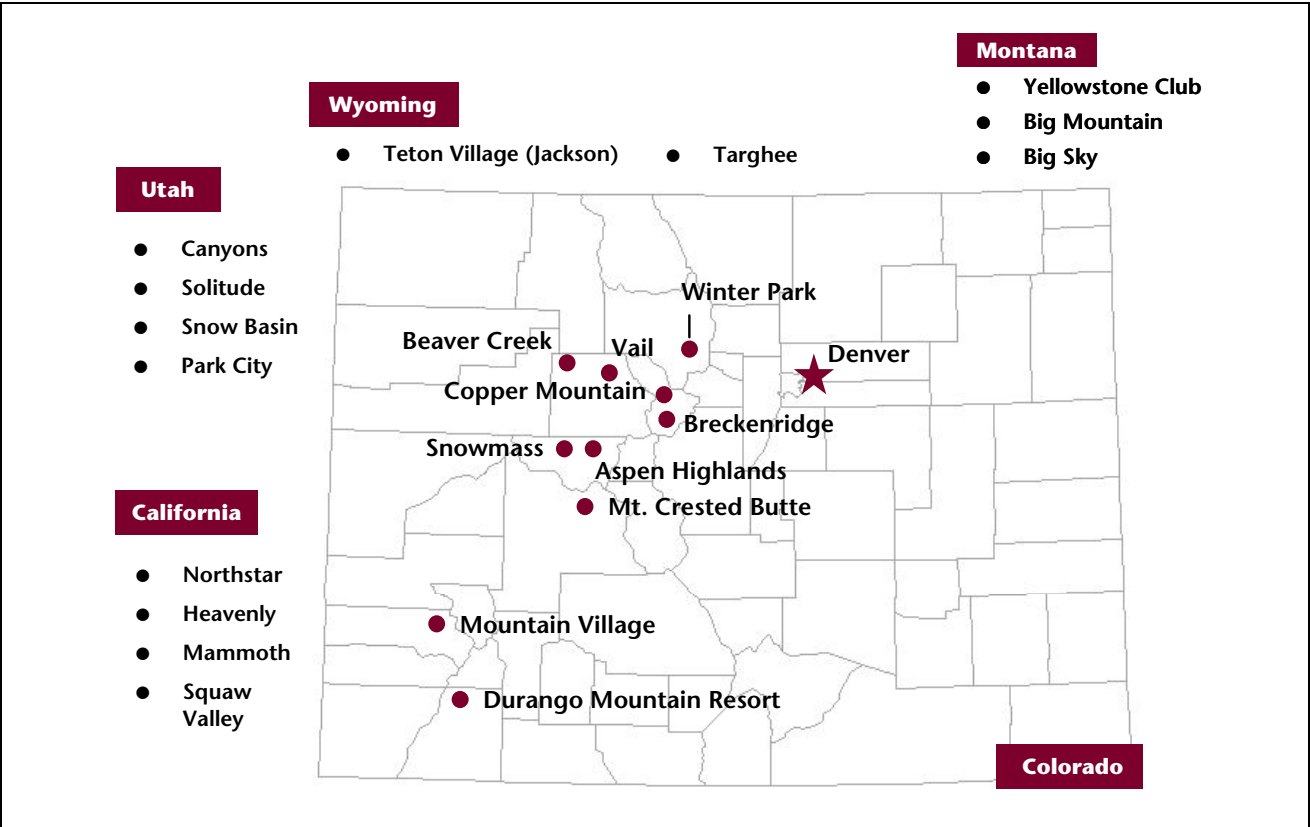 Montana
Yellowstone Club
Big Mountain
Big Sky
Wyoming
Teton Village (Jackson)
Targhee
Utah
Canyons
Solitude
Snow Basin
Park City
Winter Park
Beaver Creek
Vail
Denver
Copper Mountain
Breckenridge
Snowmass
Aspen Highlands
Mt. Crested Butte
California
Northstar
Heavenly
Mammoth
Squaw
Valley
Mountain Village
Durango Mountain Resort
Colorado